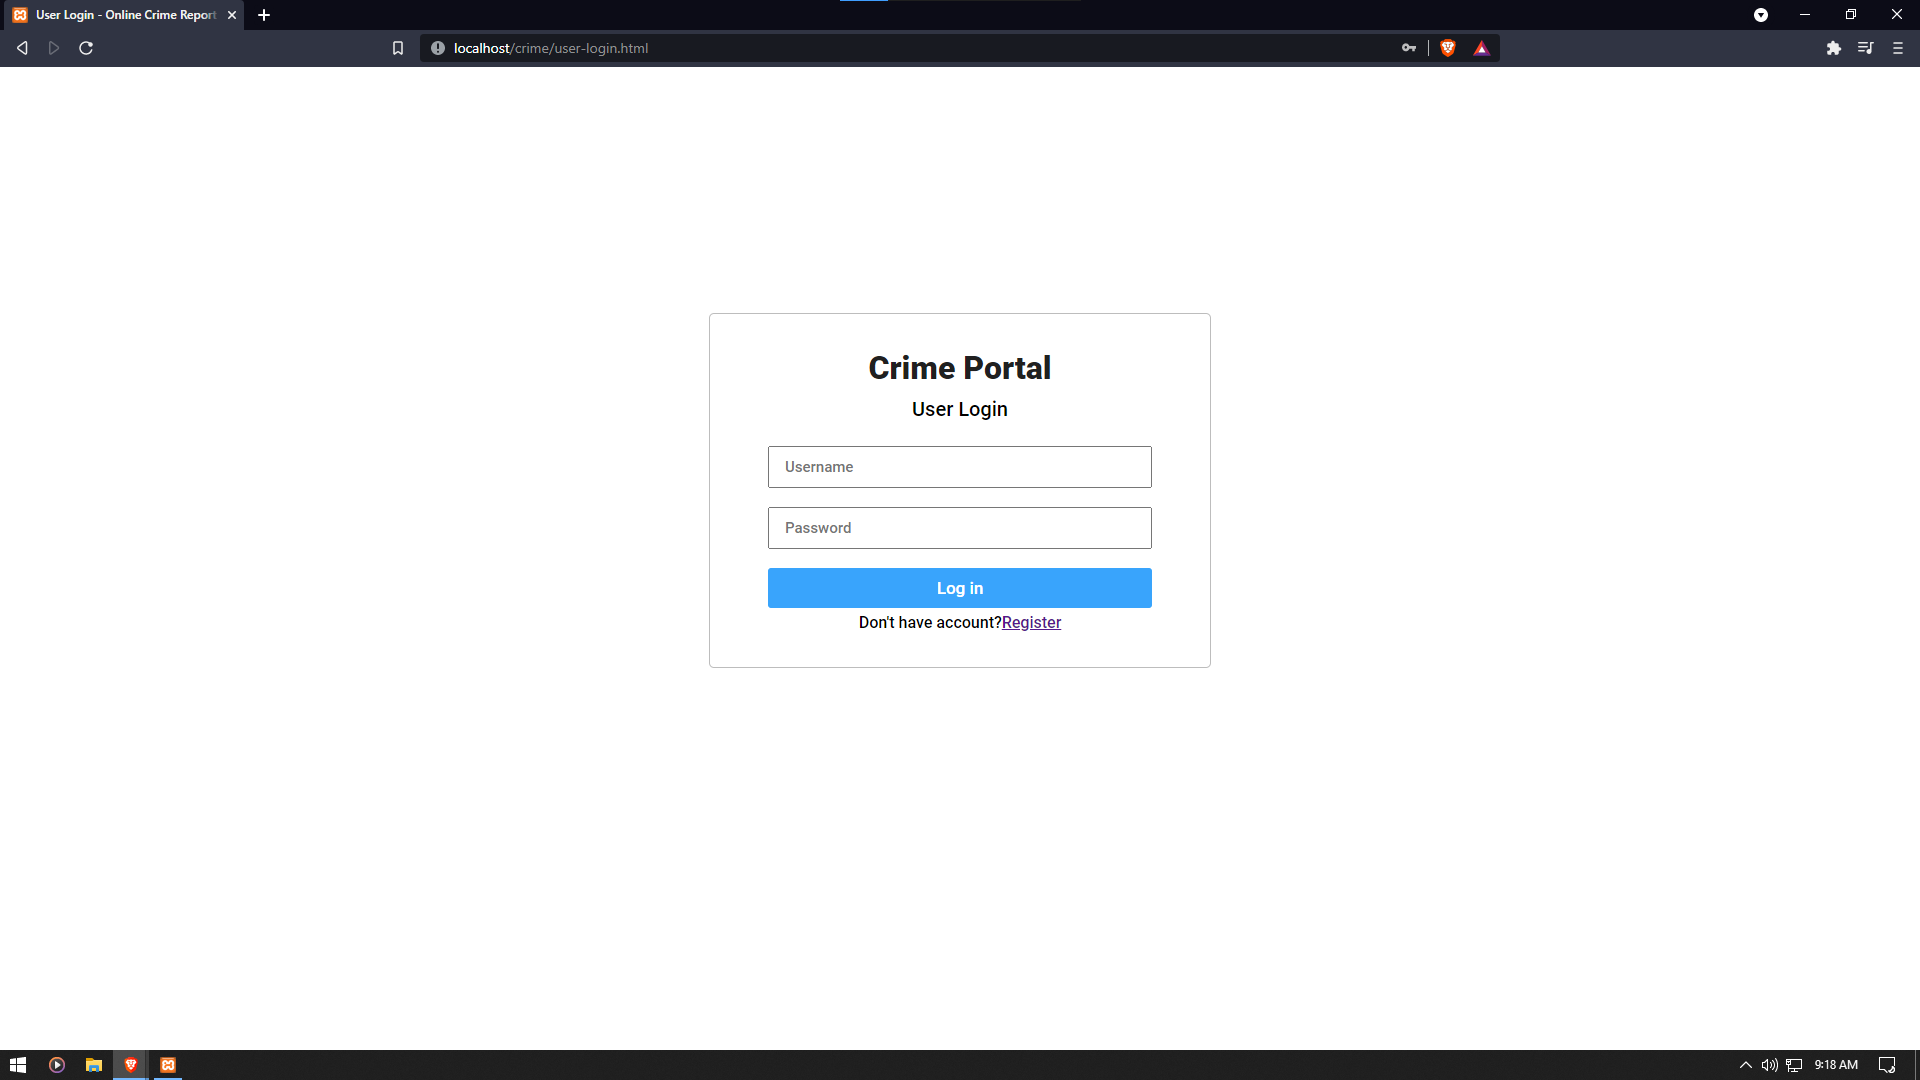 User Login - Online Crime Report
localhost/crime/user-login.html
Crime Portal
User Login
Username
Password
Log in
Don't have account?Register
9:18 AM